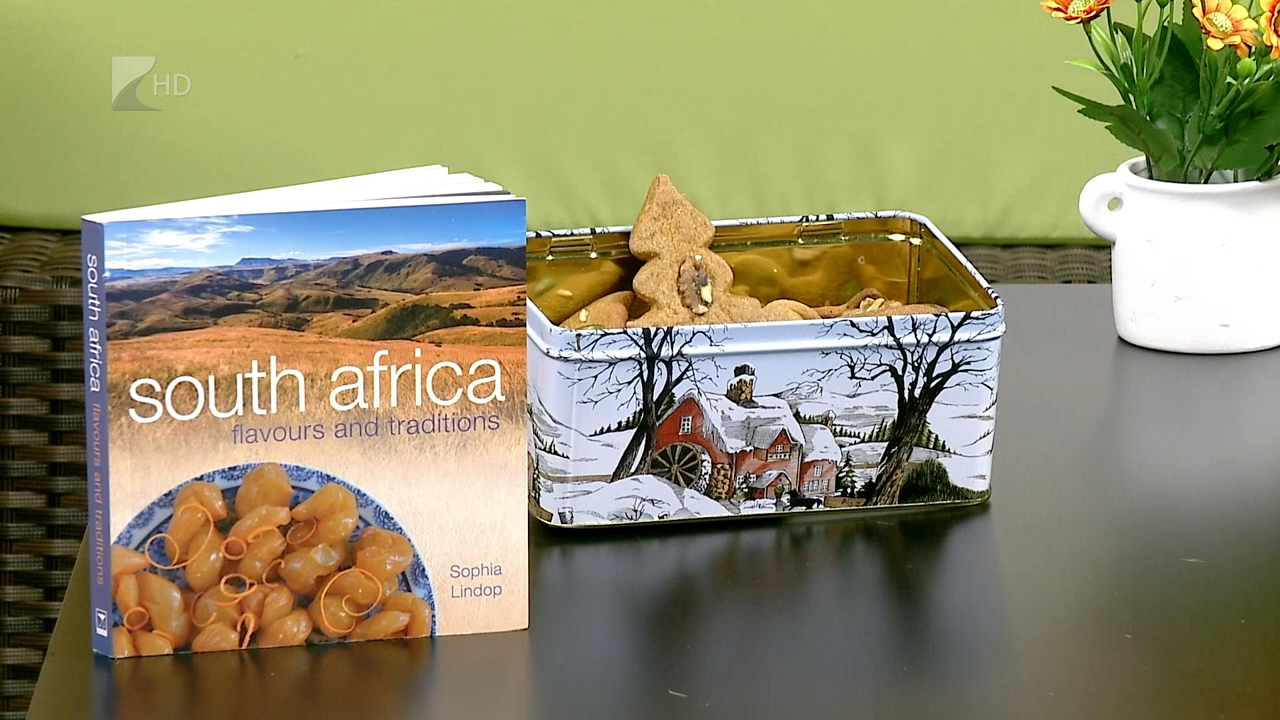 HD
south africa
flavours and traditions
Sophia
Lindop
south africa flavours and traditions